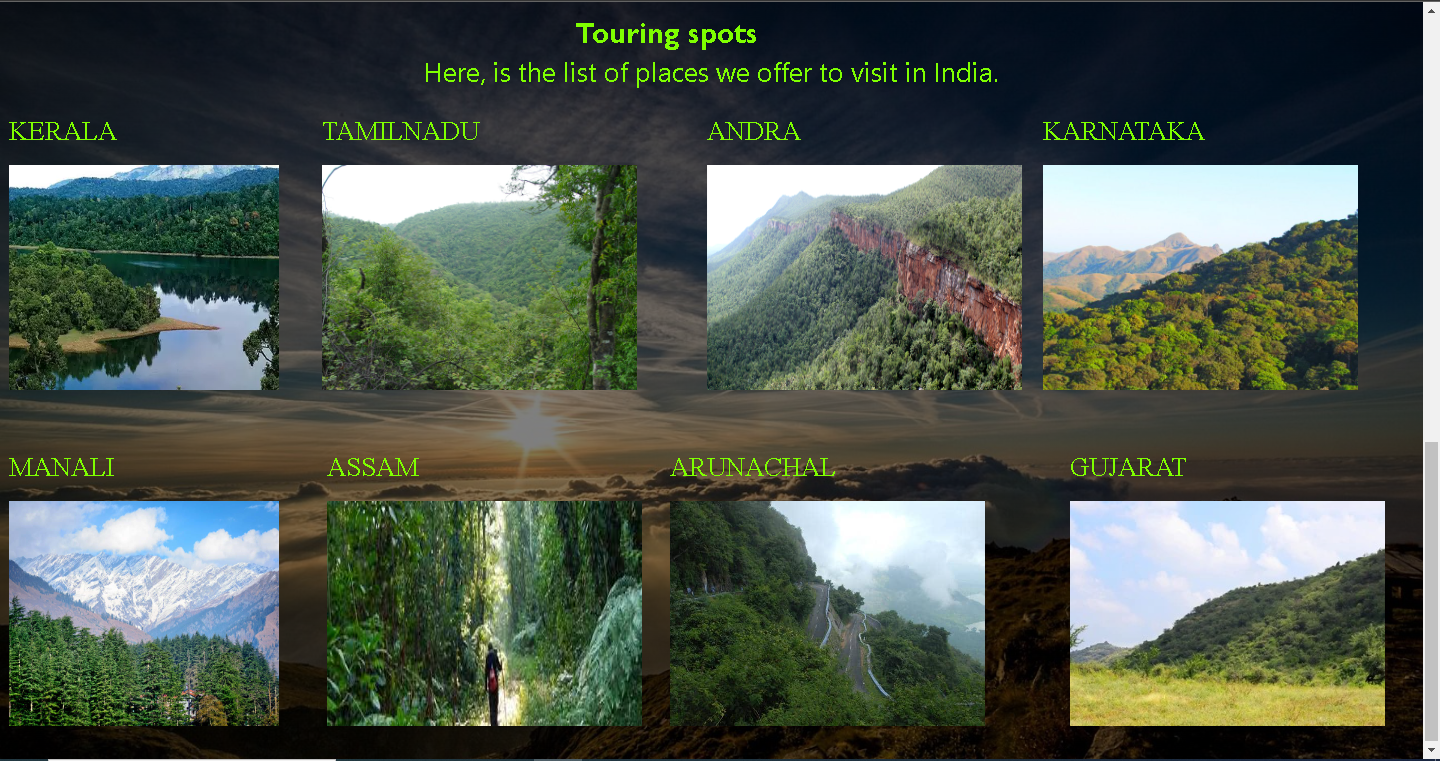 Touring spots
Here, is the list of places we offer to visit in India.
KERALA
TAMILNADU
ANDRA
KARNATAKA
MANALI
ASSAM
ARUNACHAL
GUJARAT